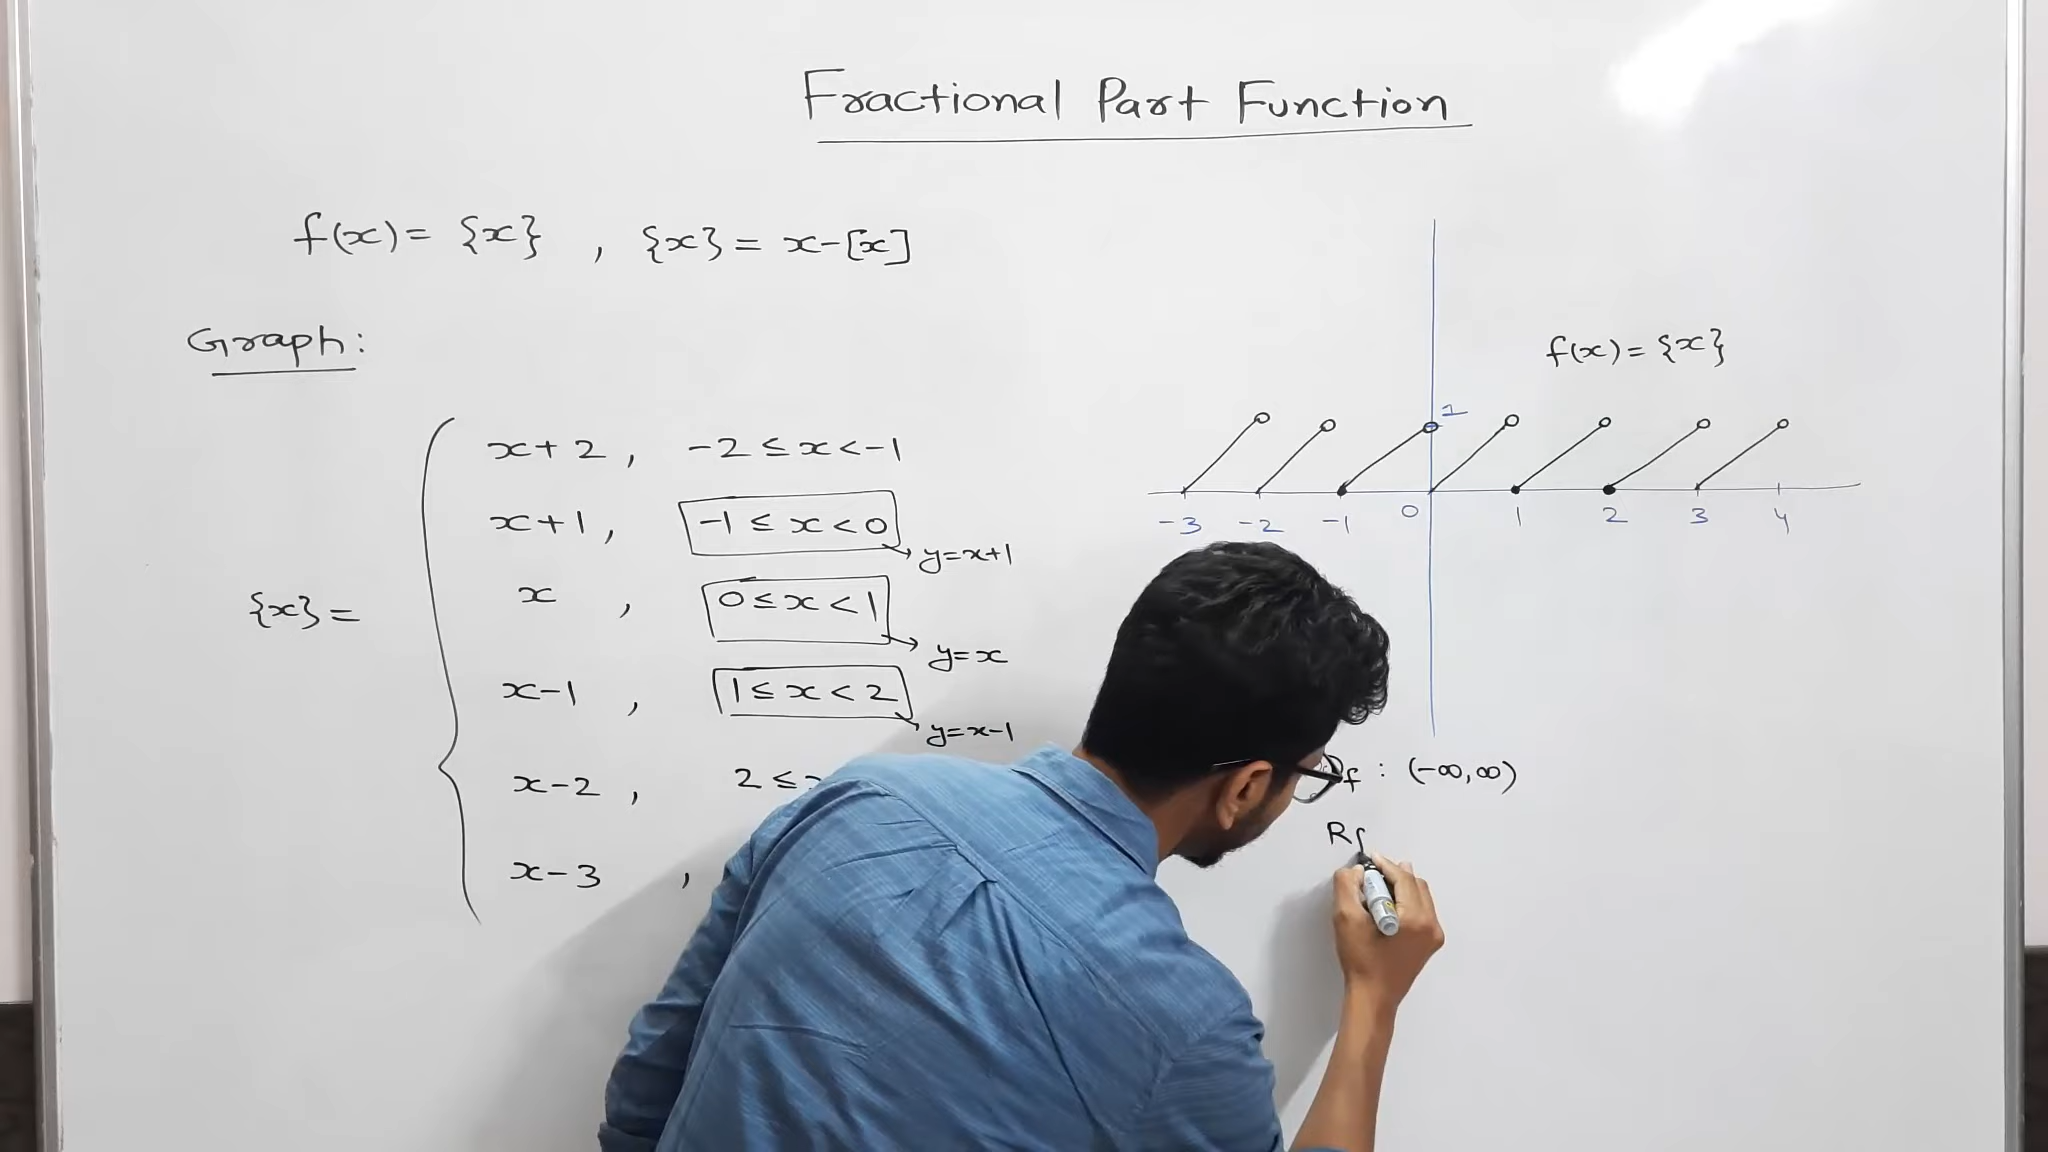 Fractional Part Function
f(x) = {x} , {x} = x-[x]
Graph:
{x} =
x+2 , -2 ≤ x < -1
x+1 , -1 ≤ x < 0
y=x+1
x , 0 ≤ x < 1
y=x
x-1 , 1 ≤ x < 2
y=x-1
x-2 , 2 ≤
x-3 ,
f(x) = {x}
1
-3 -2 -1 0 1 2 3 4
f : (-∞,∞)
Rf